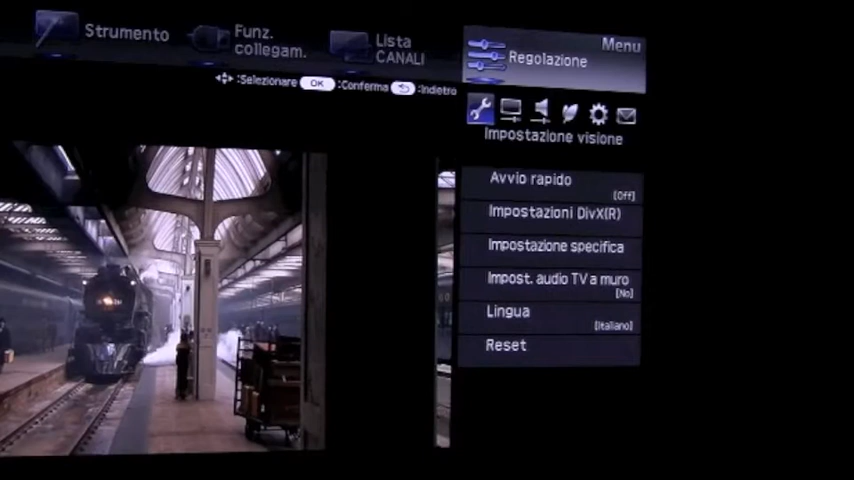 Strumento
Funz.
collegam.
Lista
CANALI
Regolazione
Menu
:Selezionare OK :Conferma :Indietro
Impostazione visione
Avvio rapido
[Off]
Impostazioni DivX(R)
Impostazione specifica
Impost. audio TV a muro
[No]
Lingua
[Italiano]
Reset